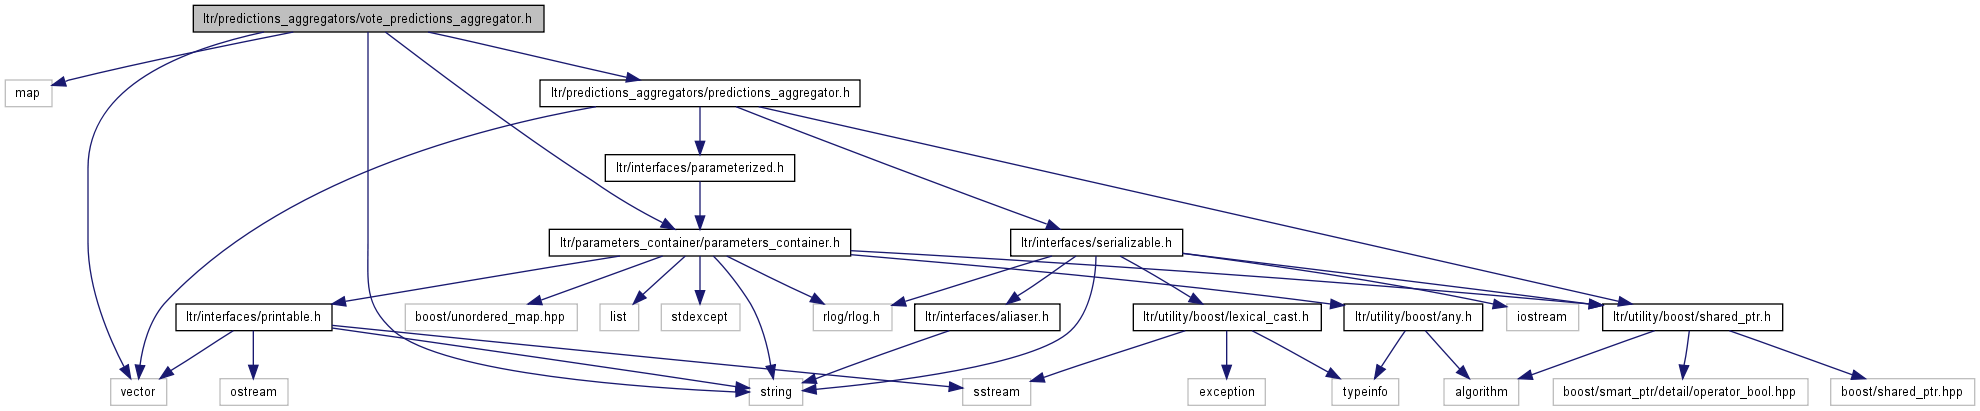 ltr/predictions_aggregators/vote_predictions_aggregator.h
map
ltr/predictions_aggregators/predictions_aggregator.h
ltr/interfaces/parameterized.h
ltr/parameters_container/parameters_container.h
ltr/interfaces/serializable.h
ltr/interfaces/printable.h
boost/unordered_map.hpp
list
stdexcept
rlog/rlog.h
ltr/interfaces/aliaser.h
ltr/utility/boost/lexical_cast.h
ltr/utility/boost/any.h
iostream
ltr/utility/boost/shared_ptr.h
vector
ostream
string
sstream
exception
typeinfo
algorithm
boost/smart_ptr/detail/operator_bool.hpp
boost/shared_ptr.hpp